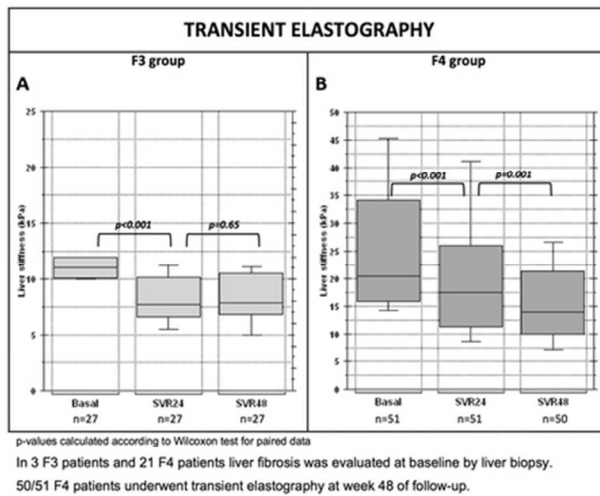 TRANSIENT ELASTOGRAPHY
F3 group
F4 group
A
B
Liver stiffness (kPa)
25
20
15
10
5
0
p<0.001
p=0.65
Basal
SVR24
SVR48
n=27
n=27
n=27
Liver stiffness (kPa)
50
45
40
35
30
25
20
15
10
5
0
p<0.001
p=0.001
Basal
SVR24
SVR48
n=51
n=51
n=50
p-values calculated according to Wilcoxon test for paired data
In 3 F3 patients and 21 F4 patients liver fibrosis was evaluated at baseline by liver biopsy.
50/51 F4 patients underwent transient elastography at week 48 of follow-up.